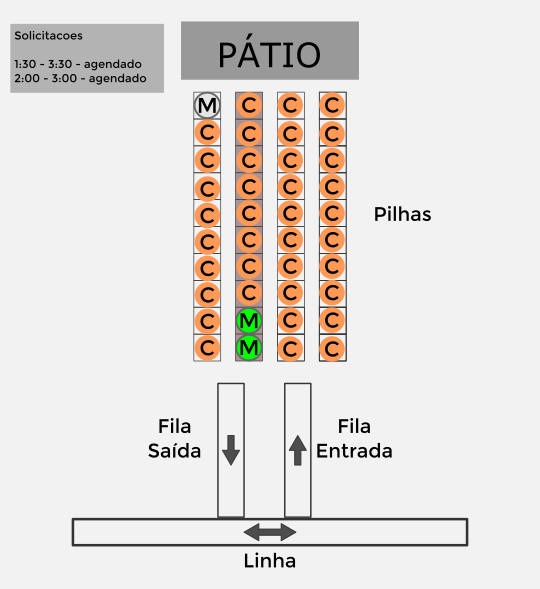 Solicitacoes
1:30 - 3:30 - agendado
2:00 - 3:00 - agendado
PÁTIO
M C C C
C C C C
C C C C
C C C C
C C C C
C C C C
C C C C
C C C C
C M C C
C M C C
Pilhas
Fila
Saída
Fila
Entrada
Linha